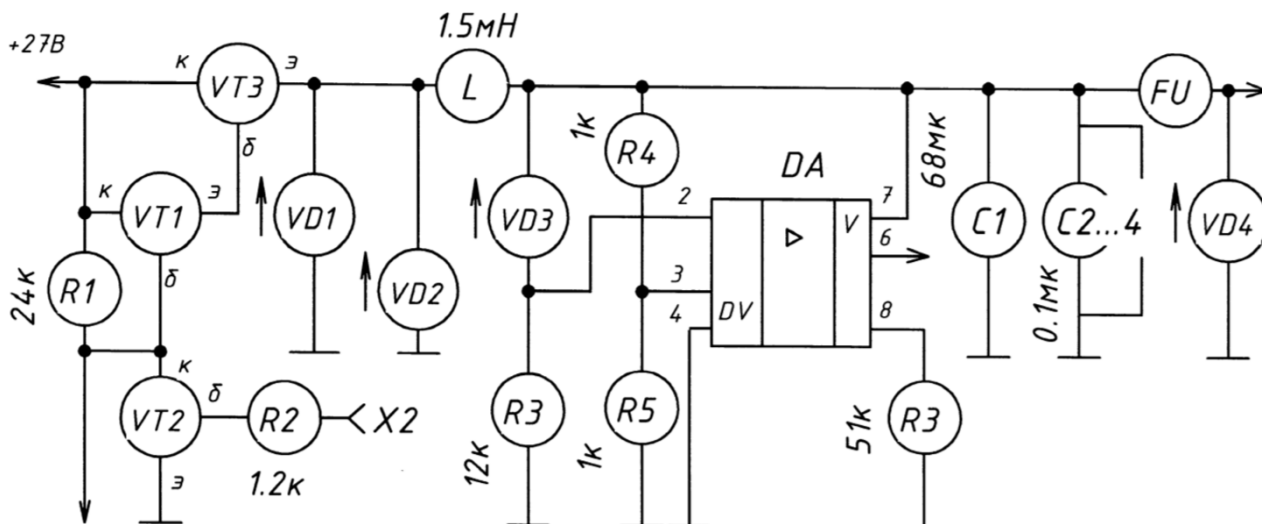 1.5мН
+27В
к
VT3
э
L
FU
б
1к
R4
DA
68мк
к
VT1
э
VD1
VD3
2
7
V
6
C1
C2...4
VD4
24к
R1
б
VD2
3
4
DV
8
0.1мк
к
VT2
б
R2
X2
R3
R5
R3
э
1.2к
12к
1к
51к